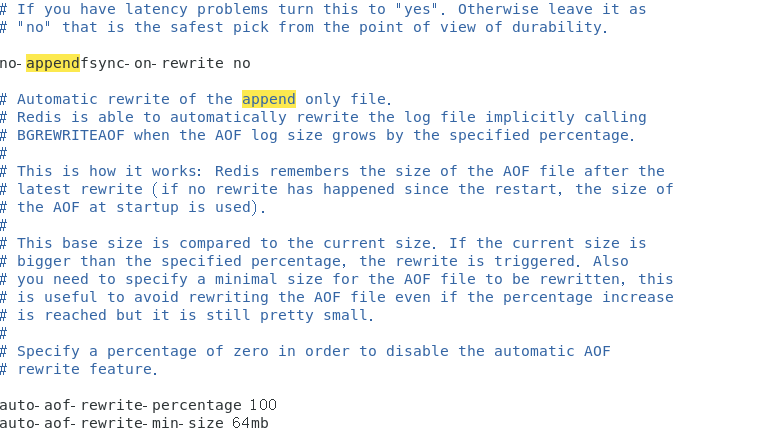 # If you have latency problems turn this to "yes". Otherwise leave it as
# "no" that is the safest pick from the point of view of durability.
no-appendfsync-on-rewrite no
# Automatic rewrite of the append only file.
# Redis is able to automatically rewrite the log file implicitly calling
# BGREWRITEAOF when the AOF log size grows by the specified percentage.
#
# This is how it works: Redis remembers the size of the AOF file after the
# latest rewrite (if no rewrite has happened since the restart, the size of
# the AOF at startup is used).
#
# This base size is compared to the current size. If the current size is
# bigger than the specified percentage, the rewrite is triggered. Also
# you need to specify a minimal size for the AOF file to be rewritten, this
# is useful to avoid rewriting the AOF file even if the percentage increase
# is reached but it is still pretty small.
#
# Specify a percentage of zero in order to disable the automatic AOF
# rewrite feature.
auto-aof-rewrite-percentage 100
auto-aof-rewrite-min-size 64mb